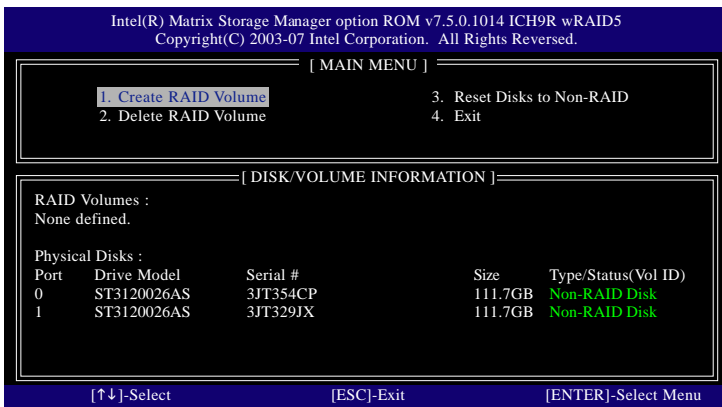 Intel(R) Matrix Storage Manager option ROM v7.5.0.1014 ICH9R wRAID5
Copyright(C) 2003-07 Intel Corporation. All Rights Reversed.
[ MAIN MENU ]
1. Create RAID Volume 3. Reset Disks to Non-RAID
2. Delete RAID Volume 4. Exit
[ DISK/VOLUME INFORMATION ]
RAID Volumes :
None defined.
Physical Disks :
Port Drive Model Serial # Size Type/Status(Vol ID)
0 ST3120026AS 3JT354CP 111.7GB Non-RAID Disk
1 ST3120026AS 3JT329JX 111.7GB Non-RAID Disk
[↑↓]-Select [ESC]-Exit [ENTER]-Select Menu